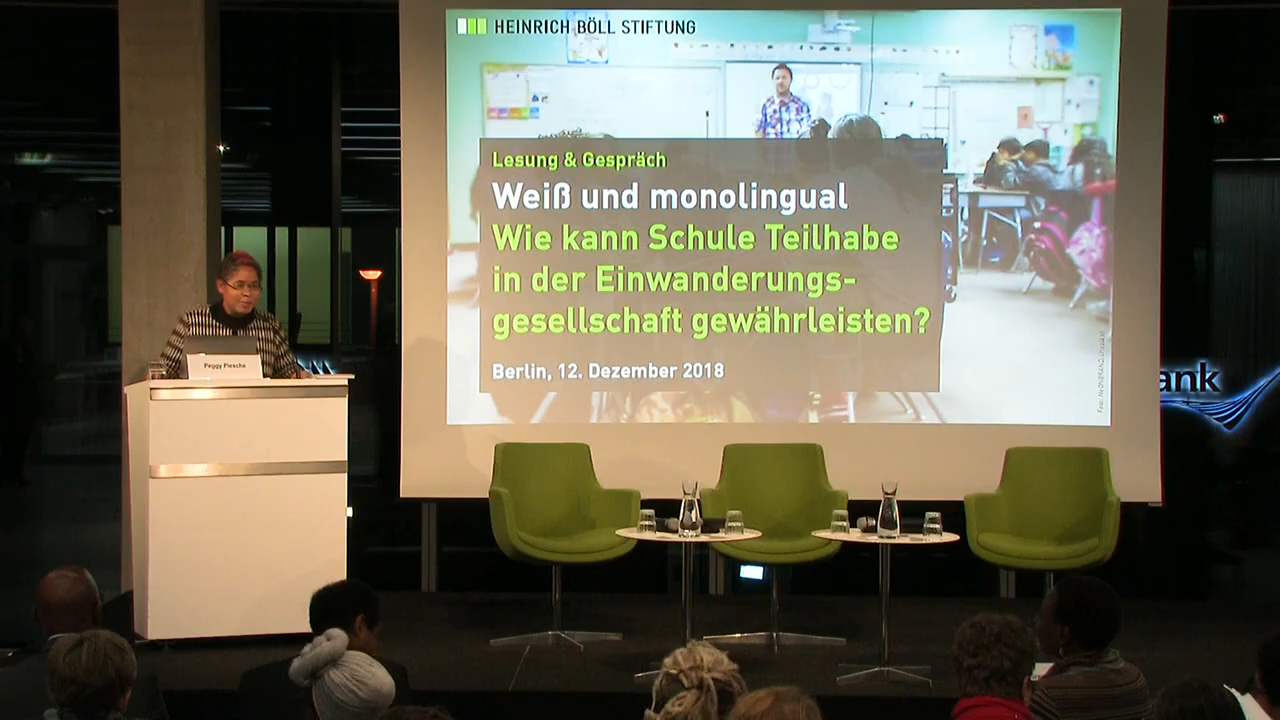 HEINRICH BÖLL STIFTUNG
Lesung & Gespräch
Weiß und monolingual
Wie kann Schule Teilhabe
in der Einwanderungs-
gesellschaft gewährleisten?
Berlin, 12. Dezember 2018
Peggy Piesche
ank